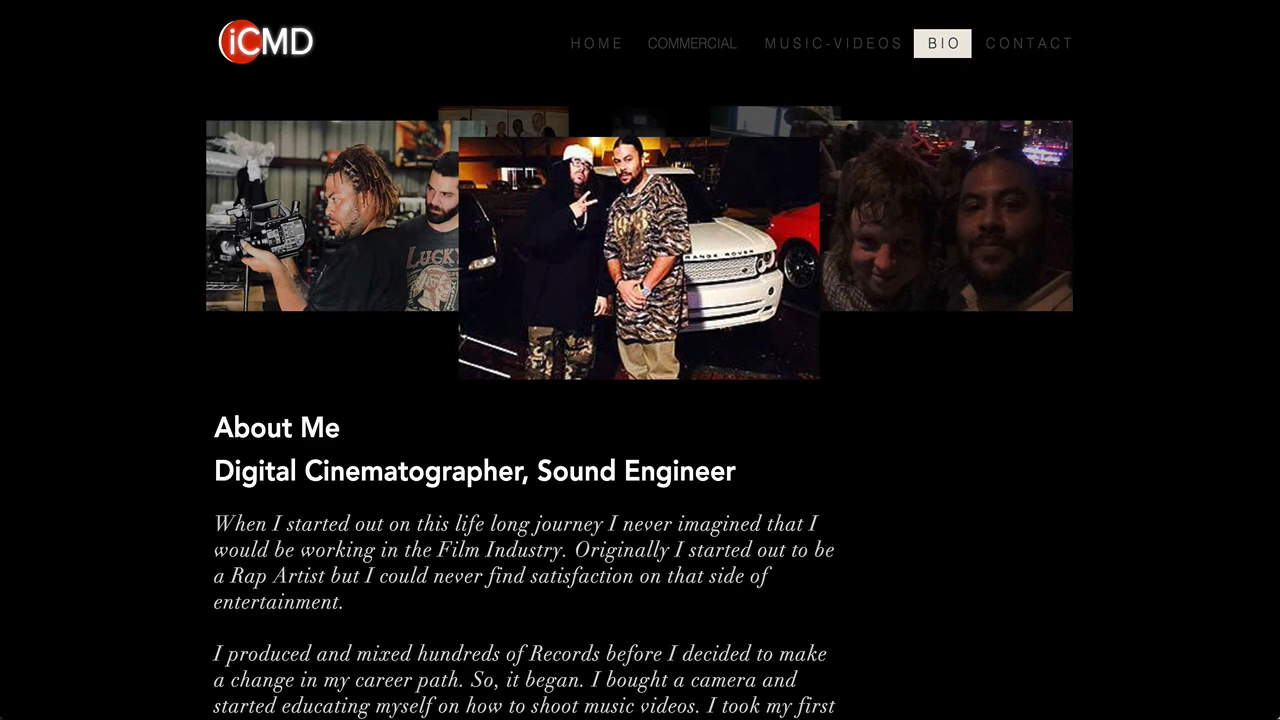 iCMD
HOME COMMERCIAL MUSIC-VIDEOS BIO CONTACT
LUCKY
RANGE ROVER
About Me
Digital Cinematographer, Sound Engineer
When I started out on this life long journey I never imagined that I
would be working in the Film Industry. Originally I started out to be
a Rap Artist but I could never find satisfaction on that side of
entertainment.
I produced and mixed hundreds of Records before I decided to make
a change in my career path. So, it began. I bought a camera and
started educating myself on how to shoot music videos. I took my first